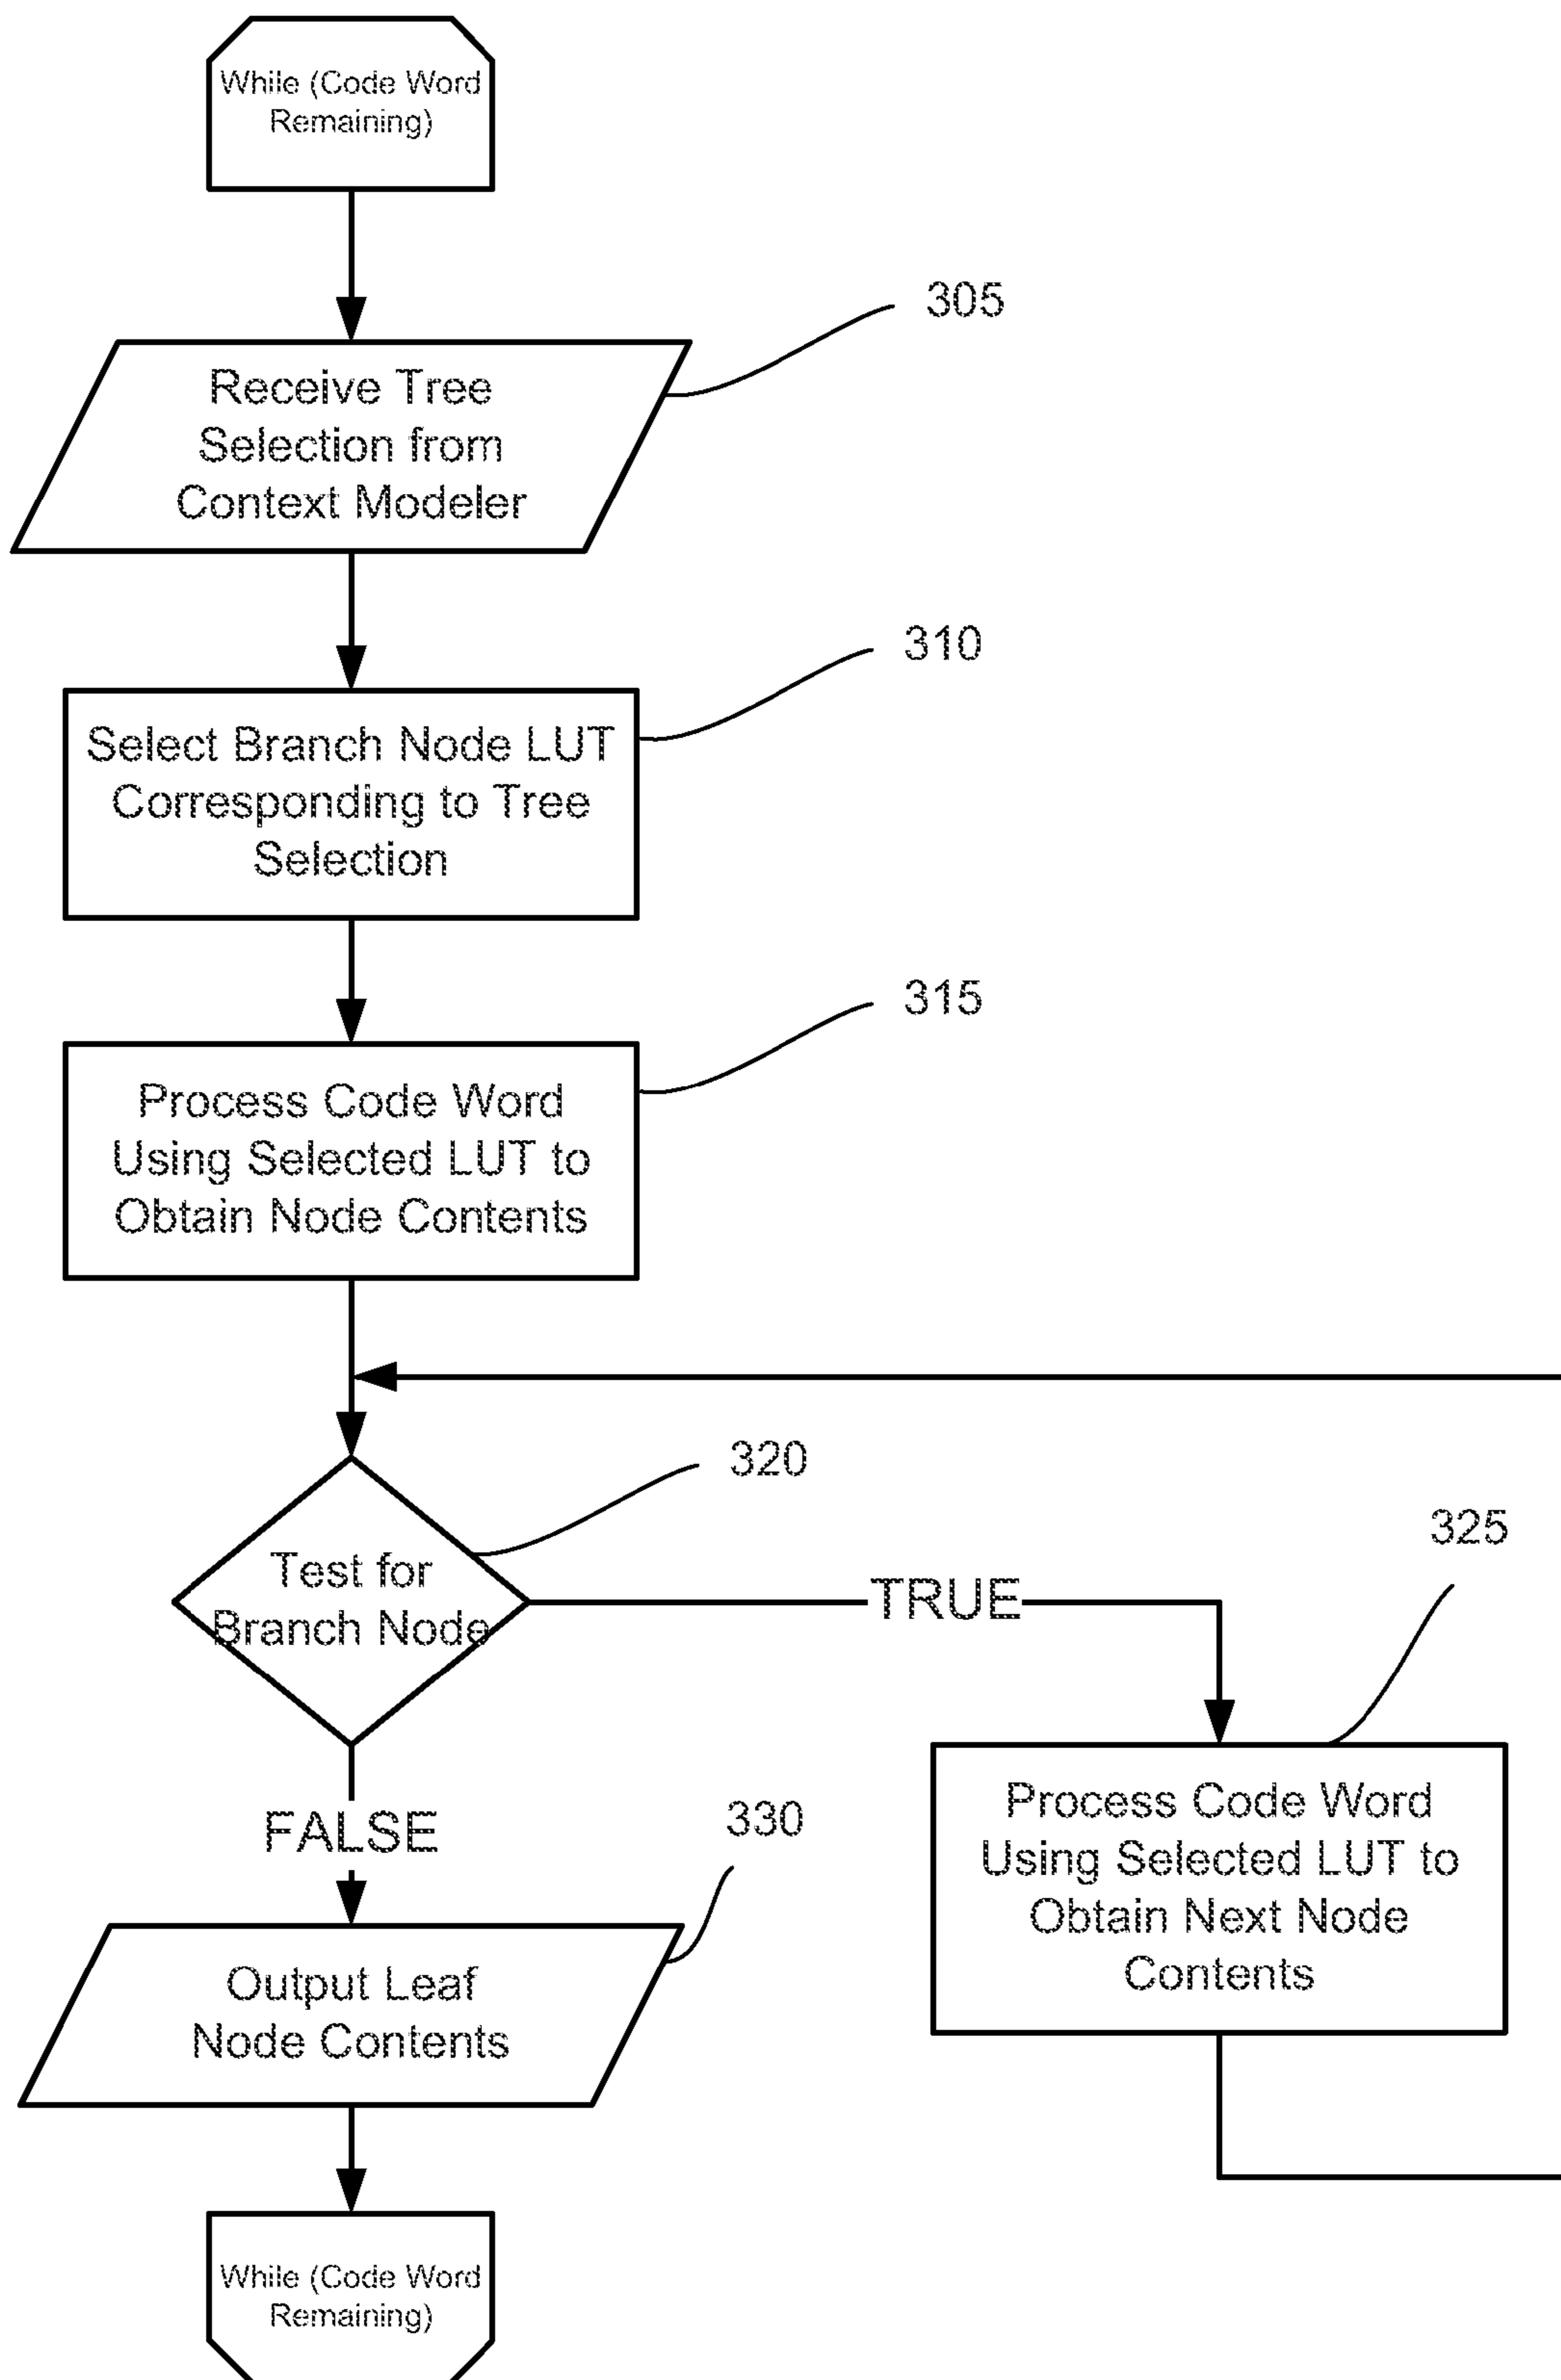 While (Code Word
Remaining)
305
Receive Tree
Selection from
Context Modeler
310
Select Branch Node LUT
Corresponding to Tree
Selection
315
Process Code Word
Using Selected LUT to
Obtain Node Contents
320
Test for
Branch Node
TRUE
325
Process Code Word
Using Selected LUT to
Obtain Next Node
Contents
FALSE
330
Output Leaf
Node Contents
While (Code Word
Remaining)